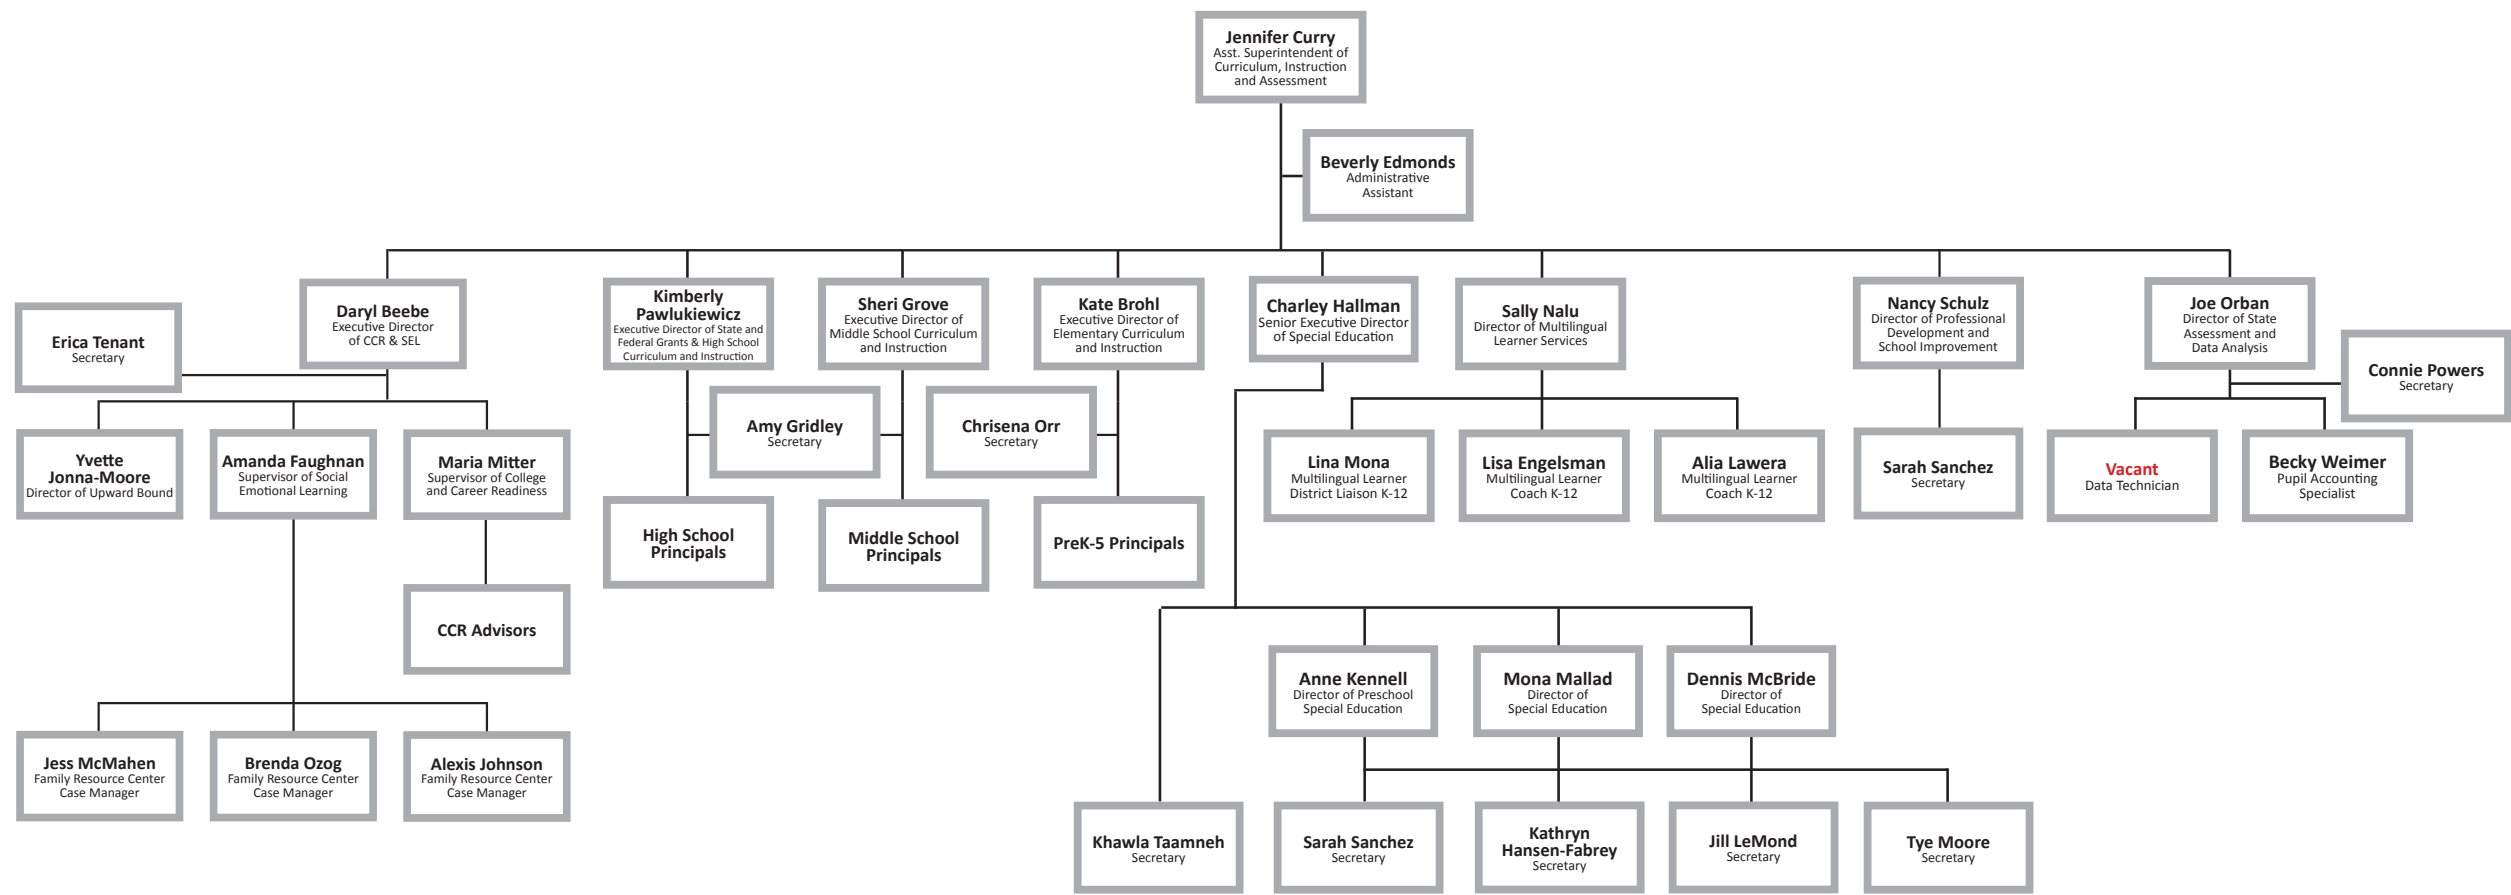 Jennifer Curry
Asst. Superintendent of
Curriculum, Instruction
and Assessment
Beverly Edmonds
Administrative
Assistant
Erica Tenant
Secretary
Daryl Beebe
Executive Director
of CCR & SEL
Kimberly
Pawlukiewicz
Executive Director of State and
Federal Grants & High School
Curriculum and Instruction
Sheri Grove
Executive Director of
Middle School Curriculum
and Instruction
Kate Brohl
Executive Director of
Elementary Curriculum
and Instruction
Charley Hallman
Senior Executive Director
of Special Education
Sally Nalu
Director of Multilingual
Learner Services
Nancy Schulz
Director of Professional
Development and
School Improvement
Joe Orban
Director of State
Assessment and
Data Analysis
Connie Powers
Secretary
Yvette
Jonna-Moore
Director of Upward Bound
Amanda Faughnan
Supervisor of Social
Emotional Learning
Maria Mitter
Supervisor of College
and Career Readiness
Amy Gridley
Secretary
Chrisena Orr
Secretary
Lina Mona
Multilingual Learner
District Liaison K-12
Lisa Engelsman
Multilingual Learner
Coach K-12
Alia Lawera
Multilingual Learner
Coach K-12
Sarah Sanchez
Secretary
Vacant
Data Technician
Becky Weimer
Pupil Accounting
Specialist
High School
Principals
Middle School
Principals
PreK-5 Principals
CCR Advisors
Anne Kennell
Director of Preschool
Special Education
Mona Mallad
Director of
Special Education
Dennis McBride
Director of
Special Education
Jess McMahen
Family Resource Center
Case Manager
Brenda Ozog
Family Resource Center
Case Manager
Alexis Johnson
Family Resource Center
Case Manager
Khawla Taamneh
Secretary
Sarah Sanchez
Secretary
Kathryn
Hansen-Fabrey
Secretary
Jill LeMond
Secretary
Tye Moore
Secretary